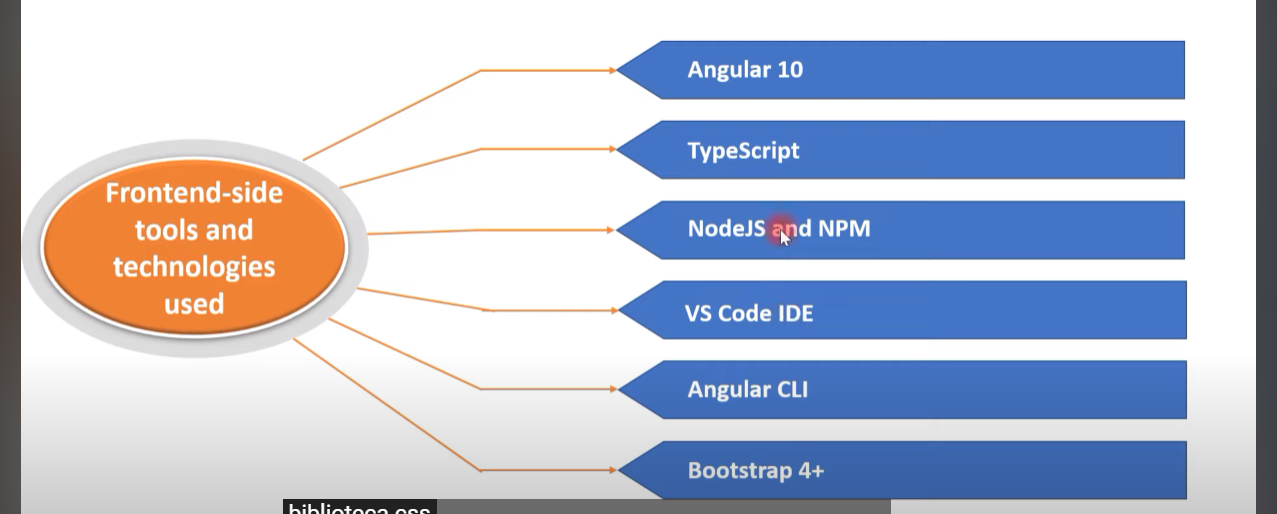 Frontend-side
tools and
technologies
used
Angular 10
TypeScript
NodeJS and NPM
VS Code IDE
Angular CLI
Bootstrap 4+
biblioteca css